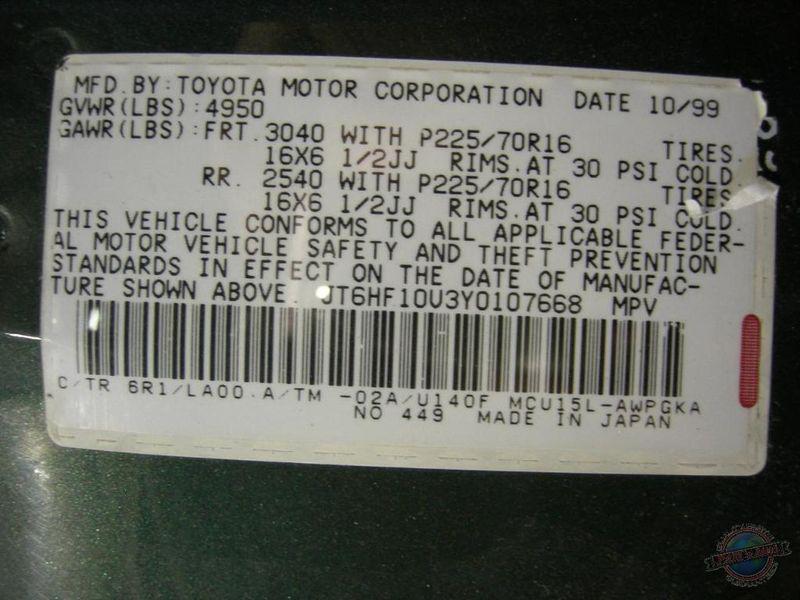 MFD.BY:TOYOTA MOTOR CORPORATION DATE 10/99
GVWR(LBS):4950
GAWR(LBS):FRT.3040 WITH P225/70R16 TIRES.
16X6 1/2JJ RIMS.AT 30 PSI COLD.
RR. 2540 WITH P225/70R16 TIRES
16X6 1/2JJ RIMS.AT 30 PSI COLD.
THIS VEHICLE CONFORMS TO ALL APPLICABLE FEDER-
AL MOTOR VEHICLE SAFETY AND THEFT PREVENTION
STANDARDS IN EFFECT ON THE DATE OF MANUFAC-
TURE SHOWN ABOVE. JT6HF10U3Y0107668 MPV
C/TR 6R1/LA00.A/TM -02A/U140F MCU15L-AWPGKA
NO 449 MADE IN JAPAN